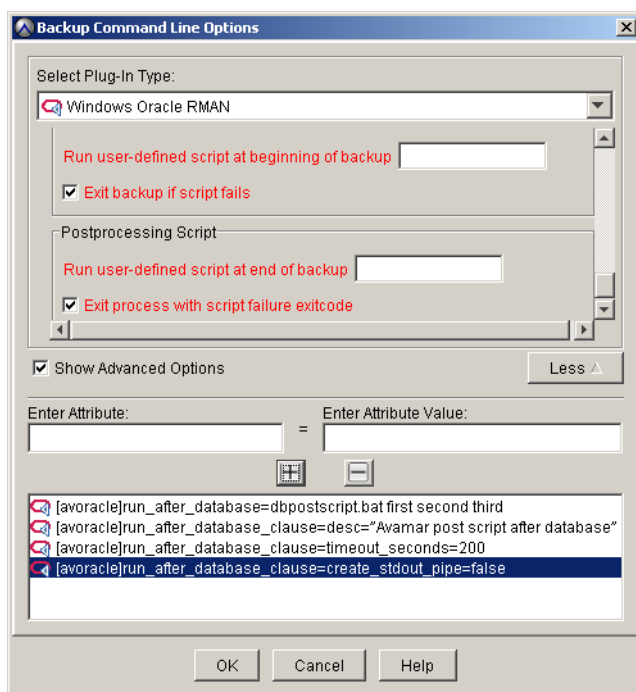 Backup Command Line Options
Select Plug-In Type:
Windows Oracle RMAN
Run user-defined script at beginning of backup
Exit backup if script fails
Postprocessing Script
Run user-defined script at end of backup
Exit process with script failure exitcode
Show Advanced Options
Less
Enter Attribute:
Enter Attribute Value:
=
[avoracle]run_after_database=dbpostscript.bat first second third
[avoracle]run_after_database_clause=desc=”Avamar post script after database”
[avoracle]run_after_database_clause=timeout_seconds=200
[avoracle]run_after_database_clause=create_stdout_pipe=false
OK Cancel Help